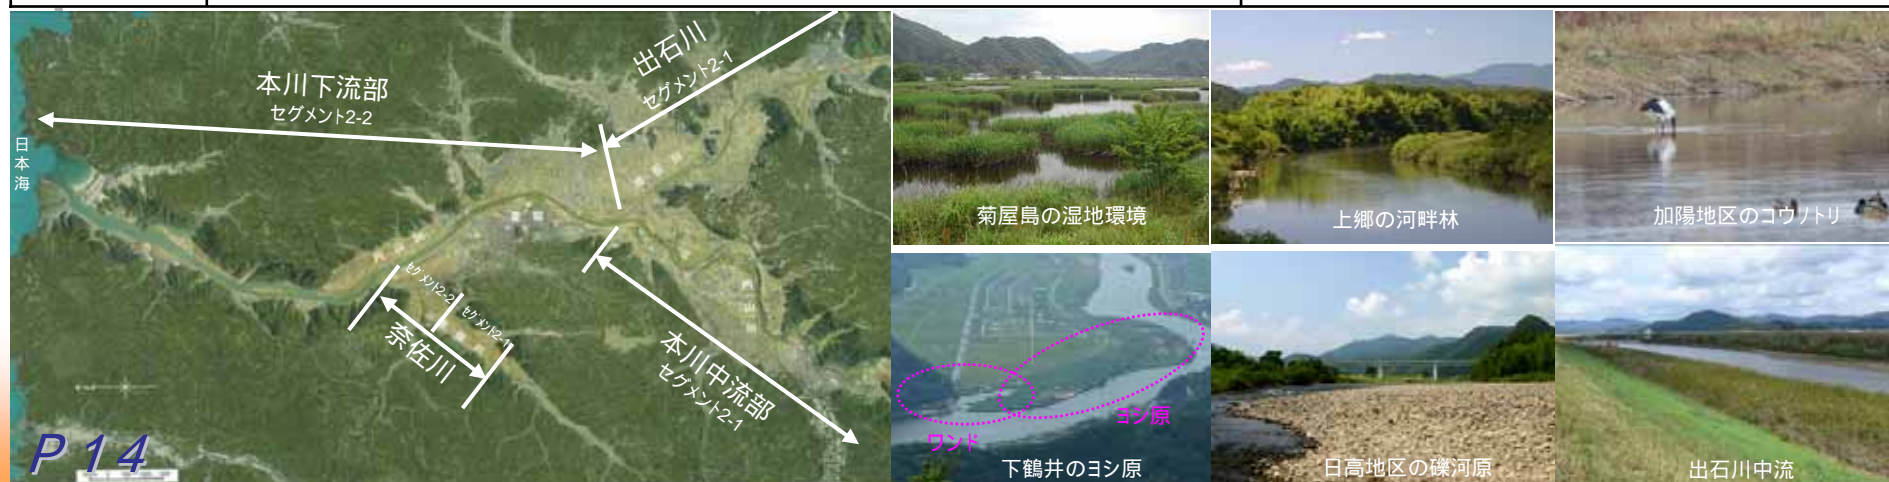 本川下流部
セグメント2-2
出石川
セグメント2-1
日本海
セグメント2-2
セグメント2-1
奈佐川
本川中流部
セグメント2-1
P14
菊屋島の湿地環境
上郷の河畔林
加陽地区のコウノトリ
ワンド
ヨシ原
下鶴井のヨシ原
日高地区の礫河原
出石川中流